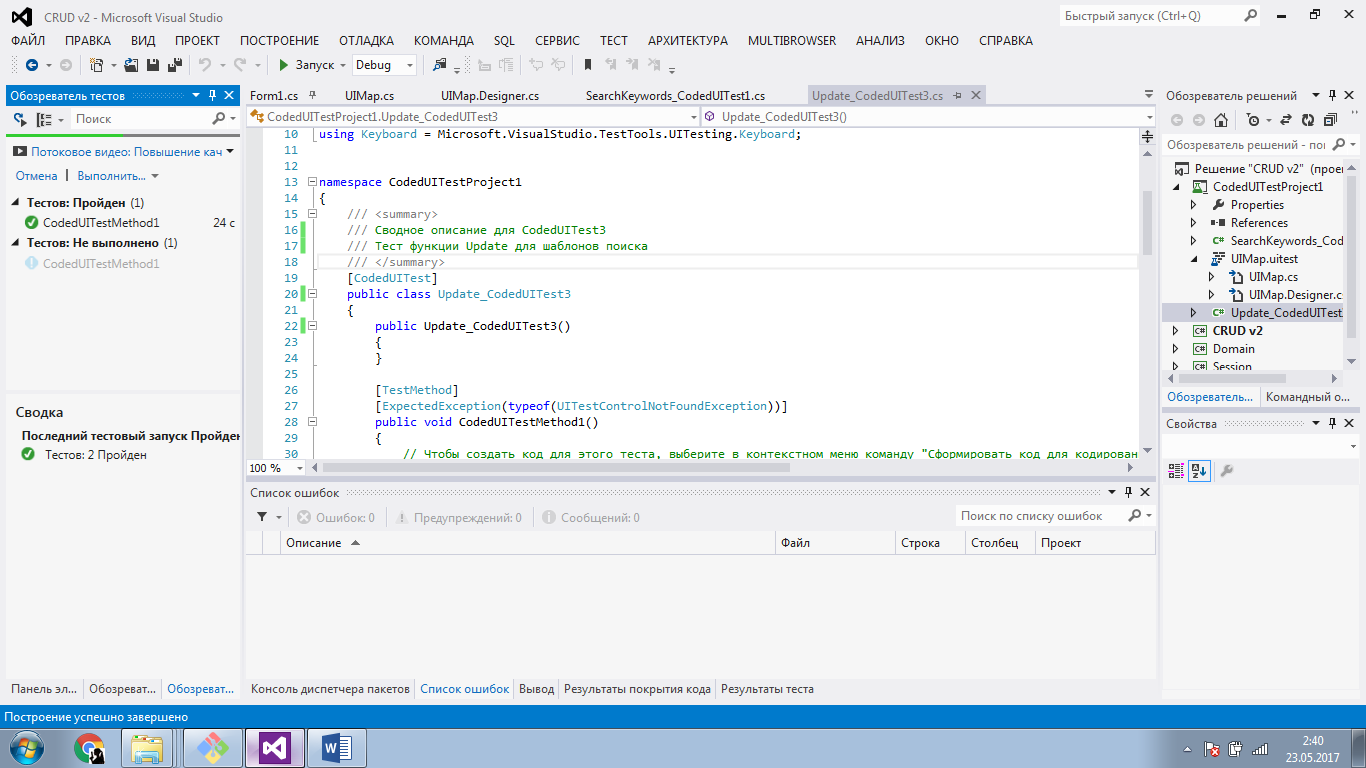 CRUD v2 - Microsoft Visual Studio
Быстрый запуск (Ctrl+Q)
ФАЙЛ ПРАВКА ВИД ПРОЕКТ ПОСТРОЕНИЕ ОТЛАДКА КОМАНДА SQL СЕРВИС ТЕСТ АРХИТЕКТУРА MULTIBROWSER АНАЛИЗ ОКНО СПРАВКА
Запуск Debug
Обозреватель тестов
Поиск
Потоковое видео: Повышение кач
Отмена | Выполнить...
Тестов: Пройден (1)
CodedUITestMethod1 24 с
Тестов: Не выполнено (1)
CodedUITestMethod1
Сводка
Последний тестовый запуск Пройден
Тестов: 2 Пройден
Панель эл... Обозреват... Обозреват...
Form1.cs UIMap.cs UIMap.Designer.cs SearchKeywords_CodedUITest1.cs Update_CodedUITest3.cs
CodedUITestProject1.Update_CodedUITest3 Update_CodedUITest3()
10 using Keyboard = Microsoft.VisualStudio.TestTools.UITesting.Keyboard;
11
12
13 namespace CodedUITestProject1
14 {
15 /// <summary>
16 /// Сводное описание для CodedUITest3
17 /// Тест функции Update для шаблонов поиска
18 /// </summary>
19 [CodedUITest]
20 public class Update_CodedUITest3
21 {
22 public Update_CodedUITest3()
23 {
24 }
25
26 [TestMethod]
27 [ExpectedException(typeof(UITestControlNotFoundException))]
28 public void CodedUITestMethod1()
29 {
30 // Чтобы создать код для этого теста, выберите в контекстном меню команду "Сформировать код для кодирован
100 %
Список ошибок
Ошибок: 0 Предупреждений: 0 Сообщений: 0
Поиск по списку ошибок
Описание Файл Строка Столбец Проект
Консоль диспетчера пакетов Список ошибок Вывод Результаты покрытия кода Результаты теста
Обозреватель решений
Обозреватель решений - пои
Решение "CRUD v2" (проек
CodedUITestProject1
Properties
References
SearchKeywords_Cod
UIMap.uitest
UIMap.cs
UIMap.Designer.c
Update_CodedUITest
CRUD v2
Domain
Session
Обозреватель... Командный о...
Свойства
Построение успешно завершено
2:40
23.05.2017